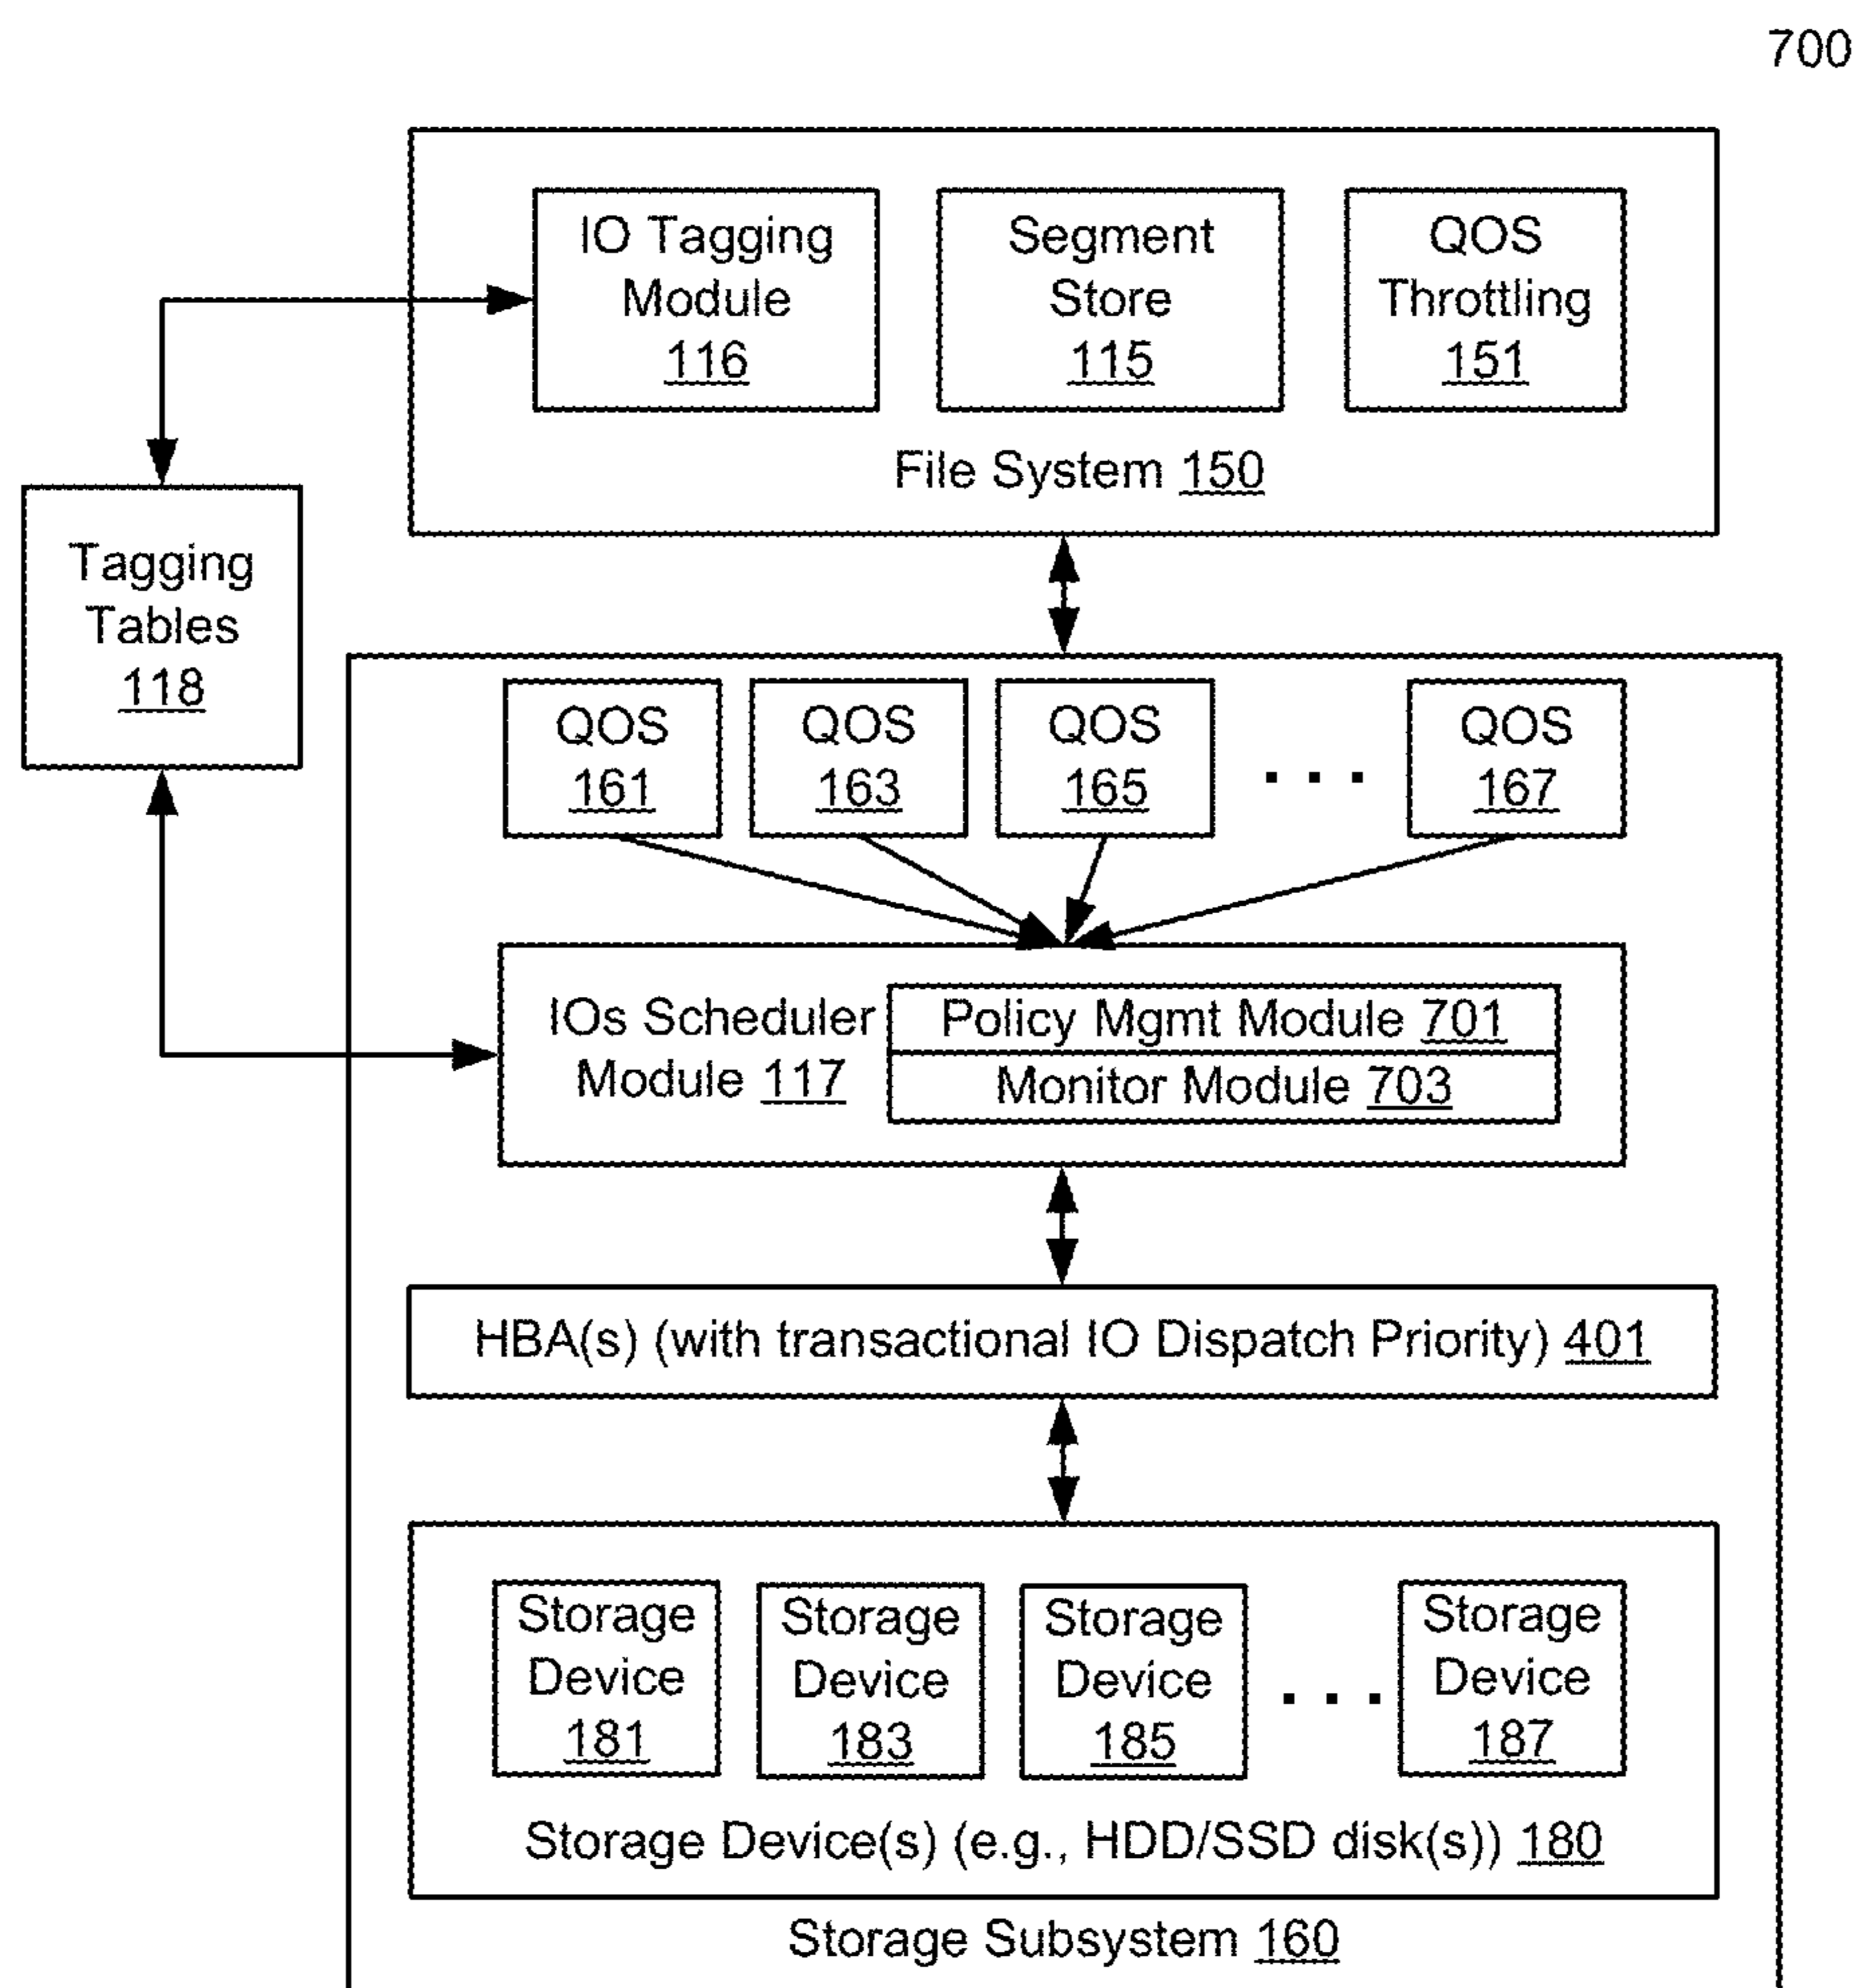 700
IO Tagging
Module
116
Segment
Store
115
QOS
Throttling
151
File System 150
Tagging
Tables
118
QOS
161
QOS
163
QOS
165
. . .
QOS
167
IOs Scheduler
Module 117
Policy Mgmt Module 701
Monitor Module 703
HBA(s) (with transactional IO Dispatch Priority) 401
Storage
Device
181
Storage
Device
183
Storage
Device
185
. . .
Storage
Device
187
Storage Device(s) (e.g., HDD/SSD disk(s)) 180
Storage Subsystem 160